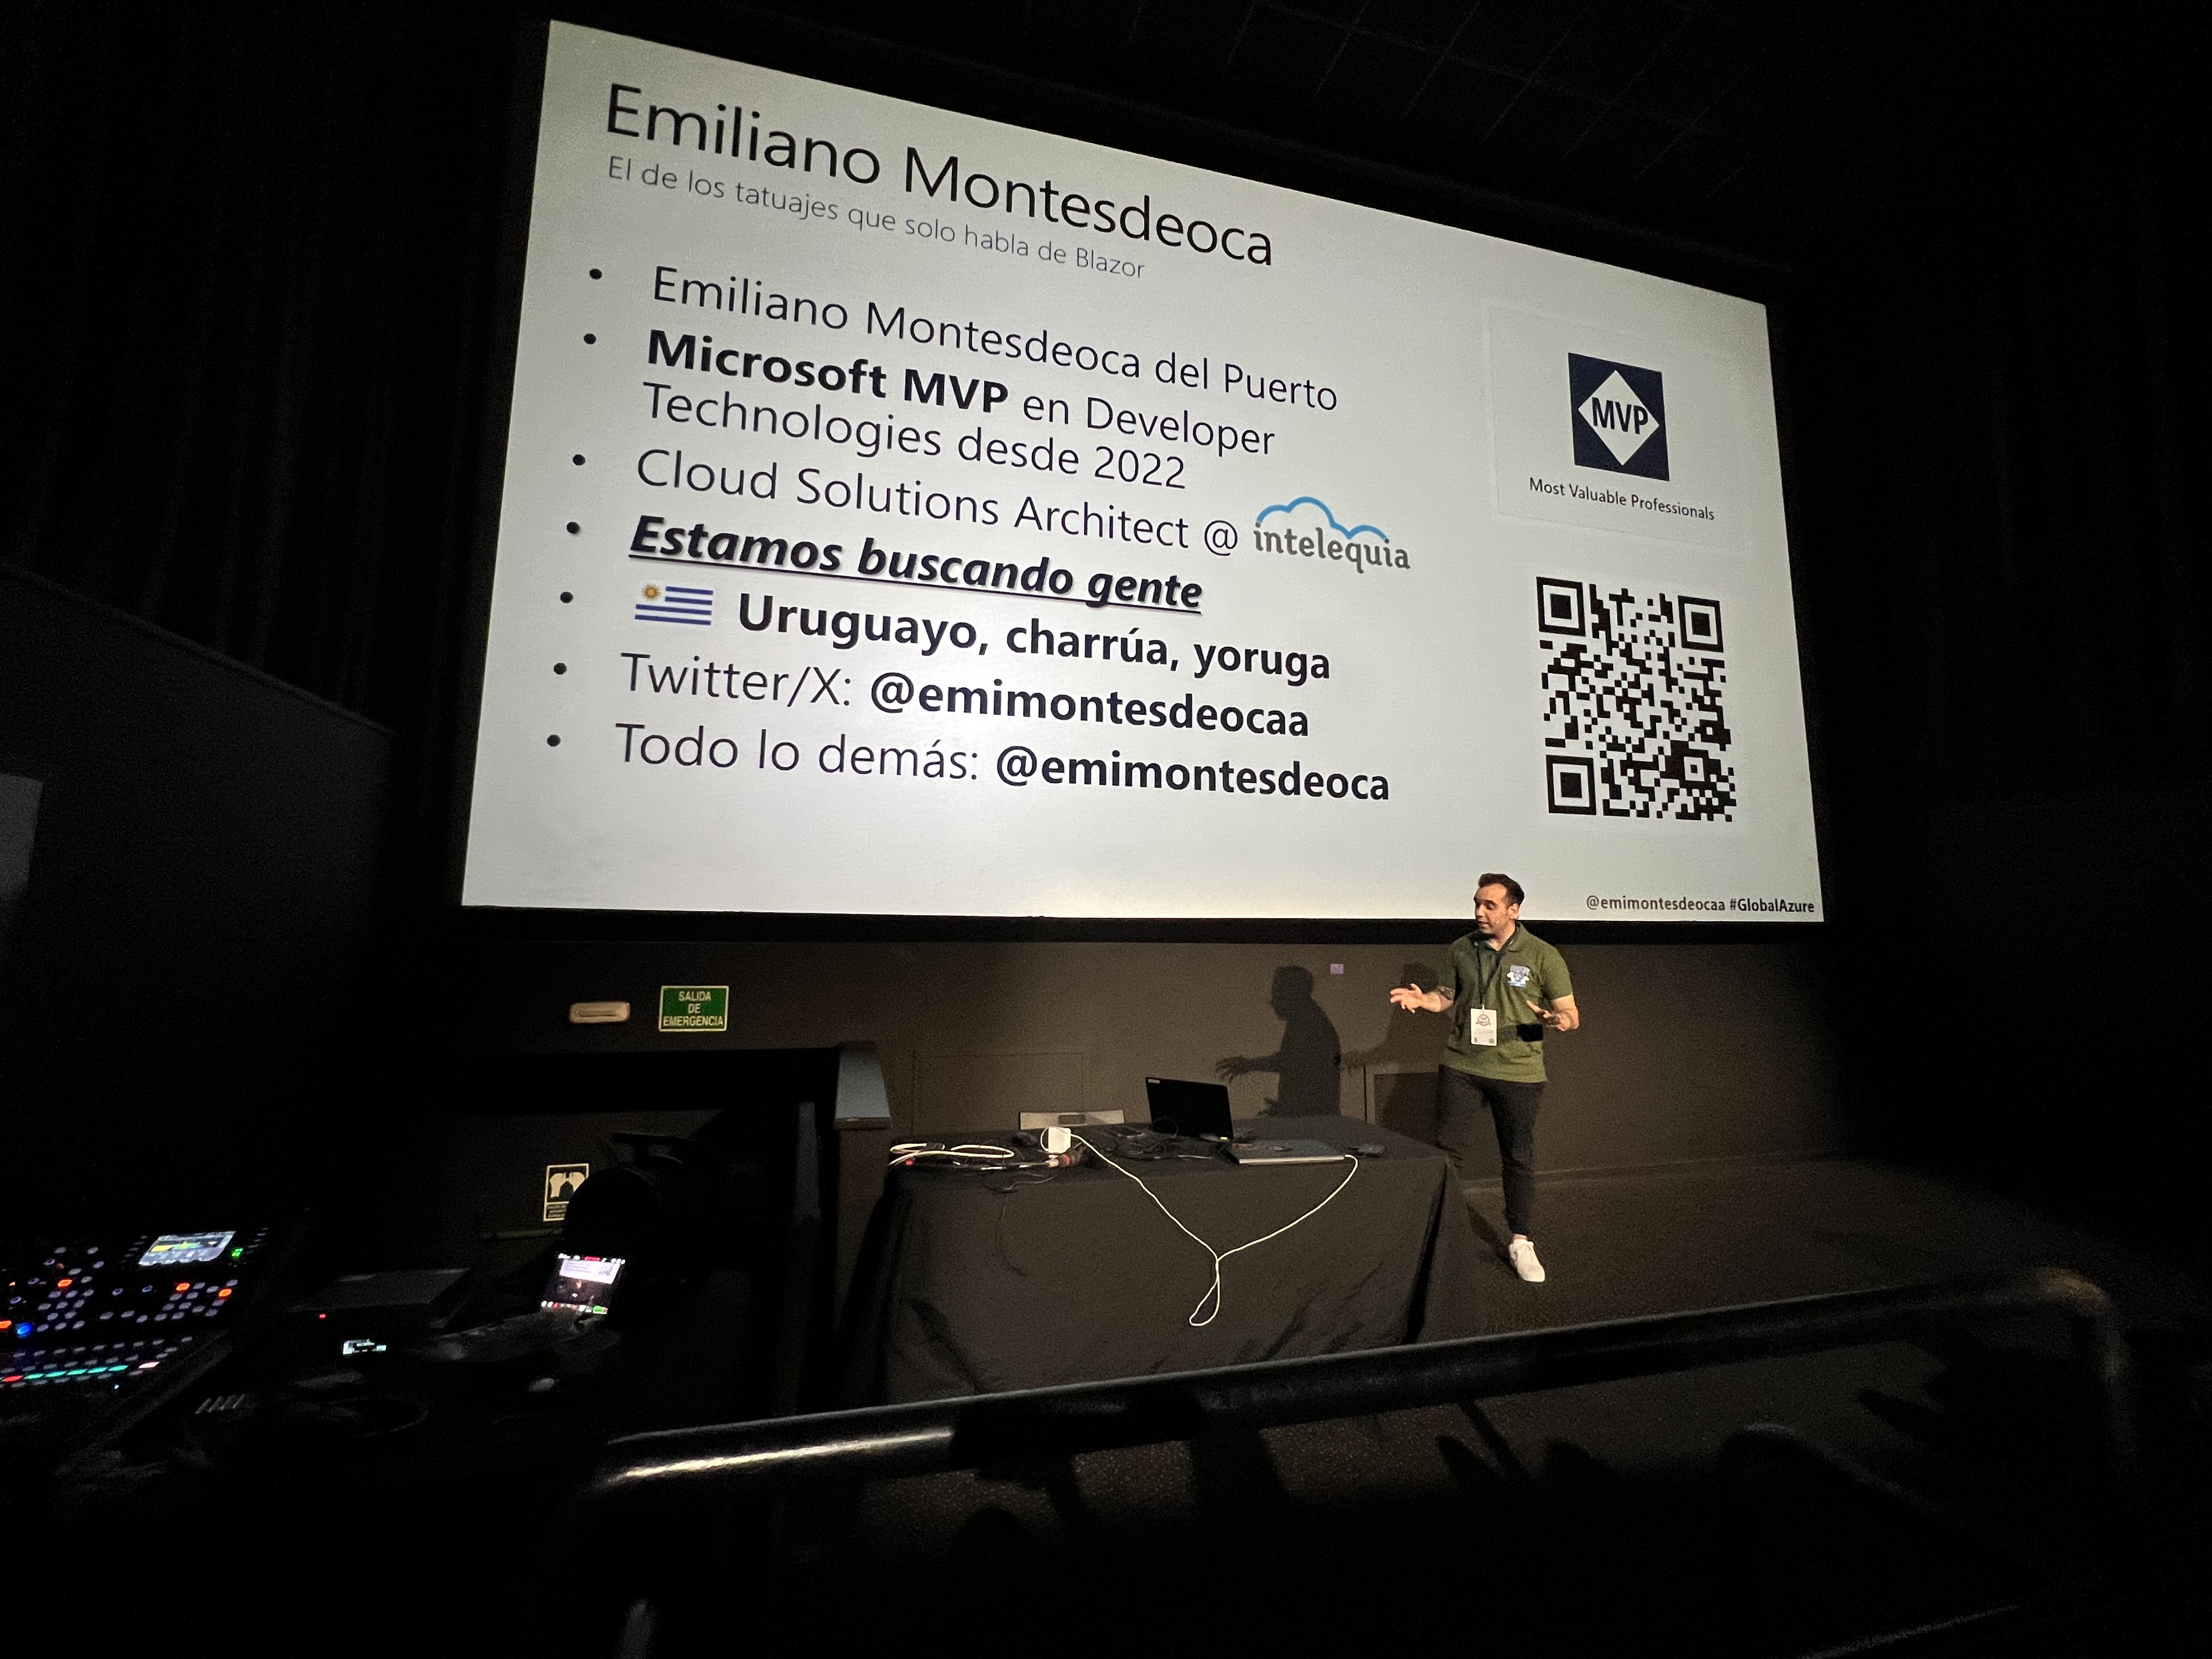 Emiliano Montesdeoca
El de los tatuajes que solo habla de Blazor
• Emiliano Montesdeoca del Puerto
• Microsoft MVP en Developer
Technologies desde 2022
• Cloud Solutions Architect @ intelequia
• Estamos buscando gente
• Uruguayo, charrúa, yoruga
• Twitter/X: @emimontesdeocaa
• Todo lo demás: @emimontesdeoca
MVP
Most Valuable Professionals
@emimontesdeocaa #GlobalAzure
SALIDA
DE
EMERGENCIA